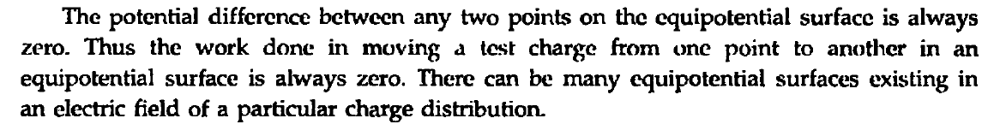 The potential difference between any two points on the equipotential surface is always
zero. Thus the work done in moving a test charge from one point to another in an
equipotential surface is always zero. There can be many equipotential surfaces existing in
an electric field of a particular charge distribution.